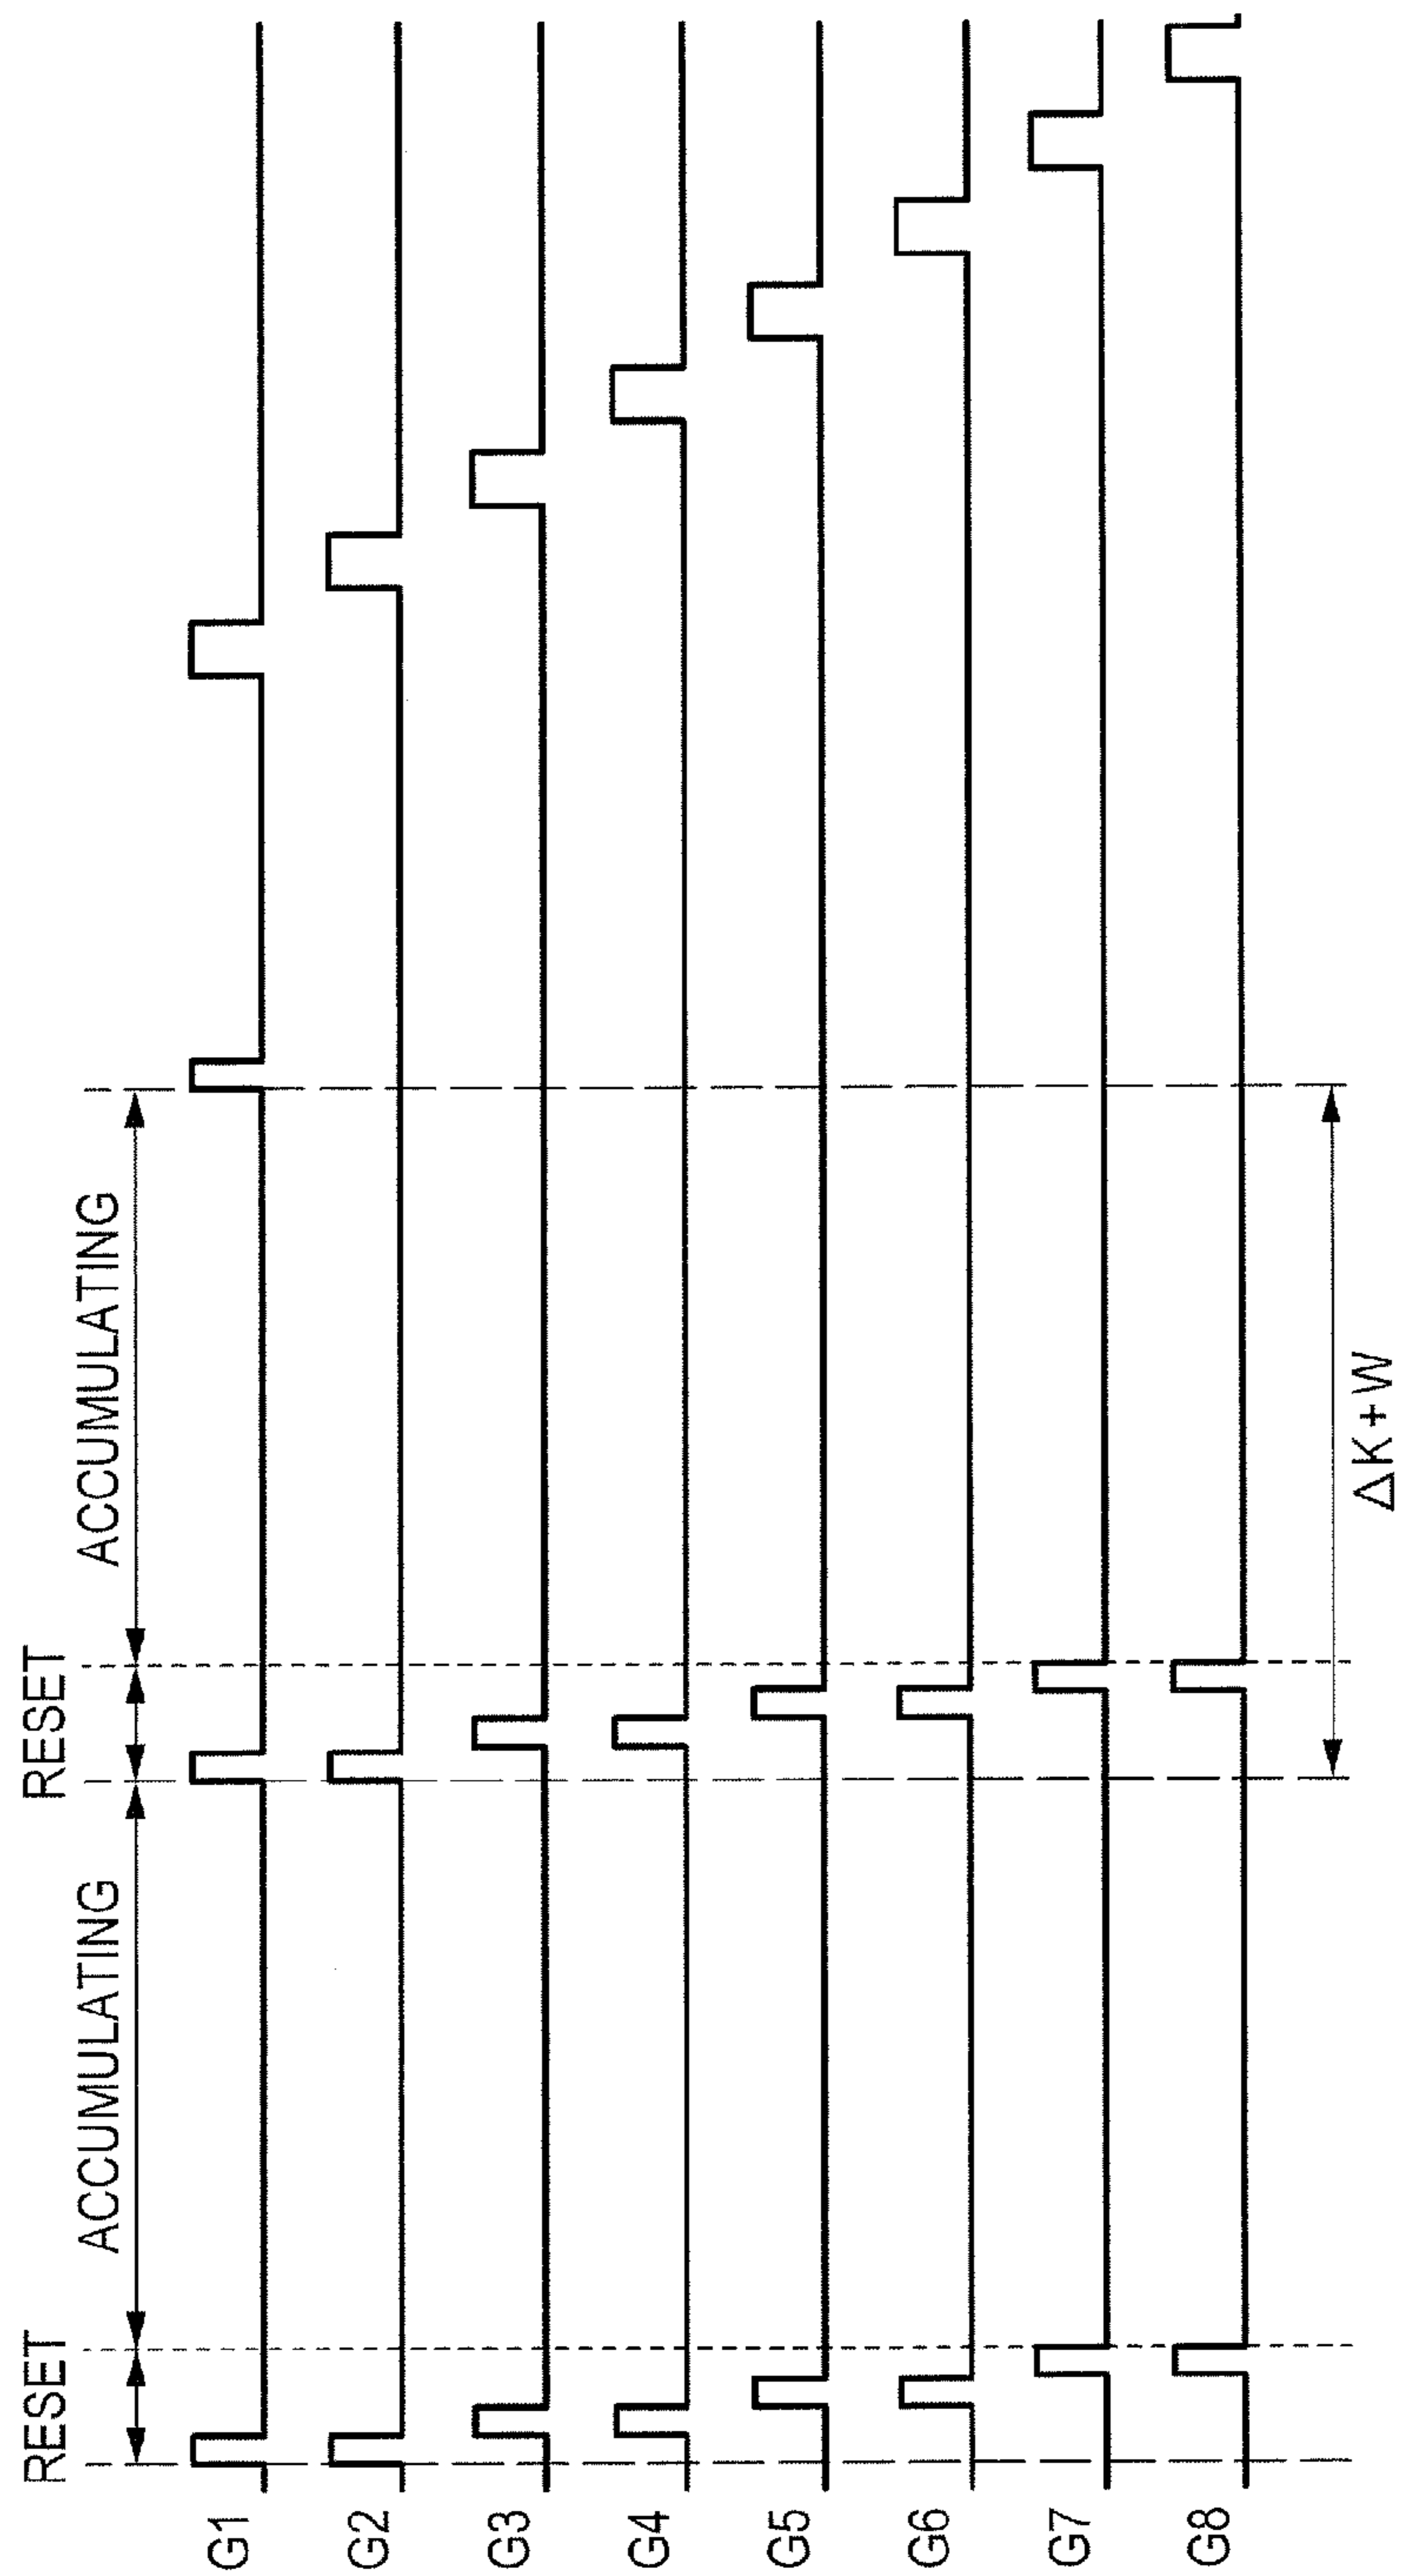 RESET
ACCUMULATING
RESET
ACCUMULATING
G1
G2
G3
G4
G5
G6
G7
G8
ΔK+W